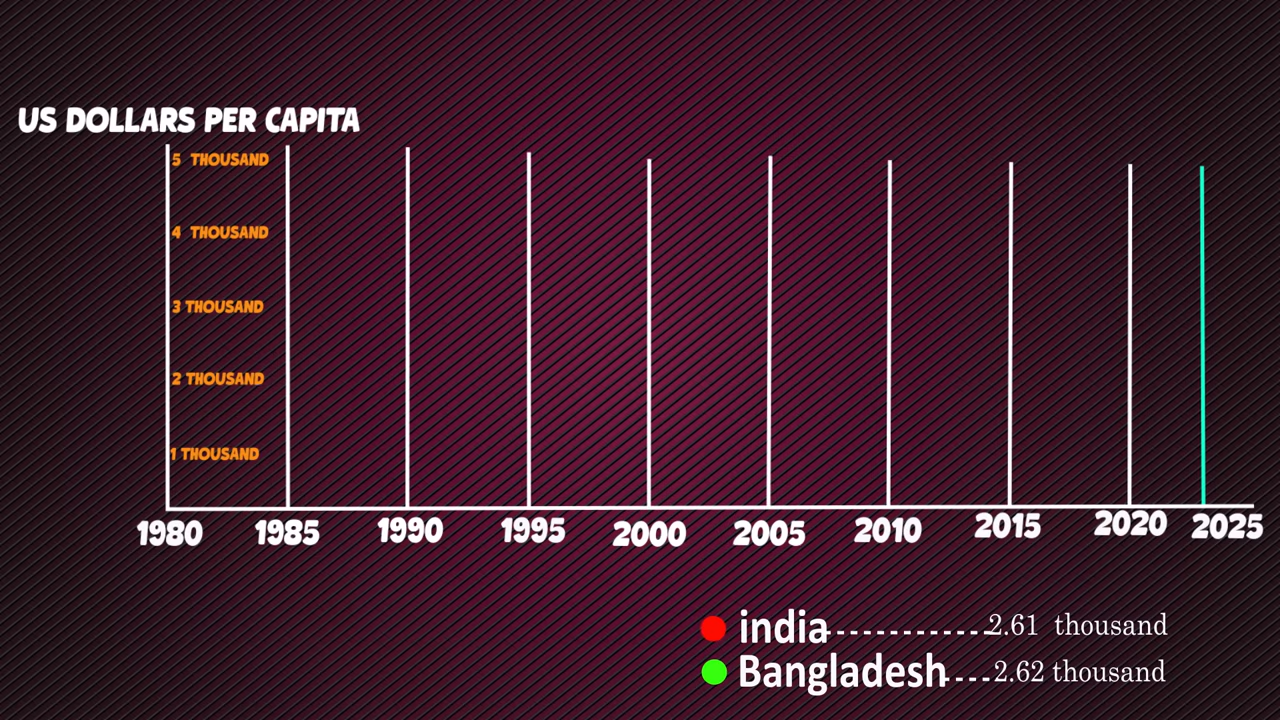 US DOLLARS PER CAPITA
5 THOUSAND
4 THOUSAND
3 THOUSAND
2 THOUSAND
1 THOUSAND
1980 1985 1990 1995 2000 2005 2010 2015 2020 2025
india------------2.61 thousand
Bangladesh----2.62 thousand